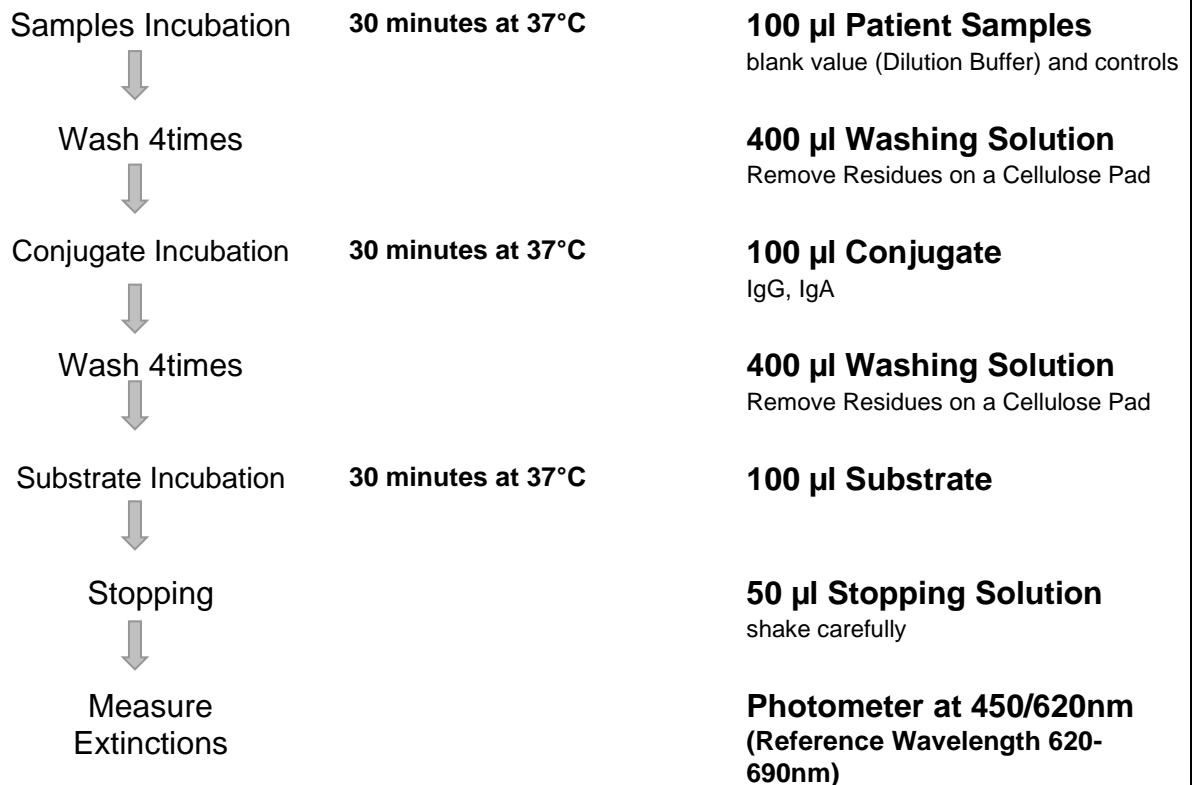 Samples Incubation 30 minutes at 37°C 100 µl Patient Samples
blank value (Dilution Buffer) and controls
Wash 4times 400 µl Washing Solution
Remove Residues on a Cellulose Pad
Conjugate Incubation 30 minutes at 37°C 100 µl Conjugate
IgG, IgA
Wash 4times 400 µl Washing Solution
Remove Residues on a Cellulose Pad
Substrate Incubation 30 minutes at 37°C 100 µl Substrate
Stopping 50 µl Stopping Solution
shake carefully
Measure Photometer at 450/620nm
Extinctions (Reference Wavelength 620-
690nm)